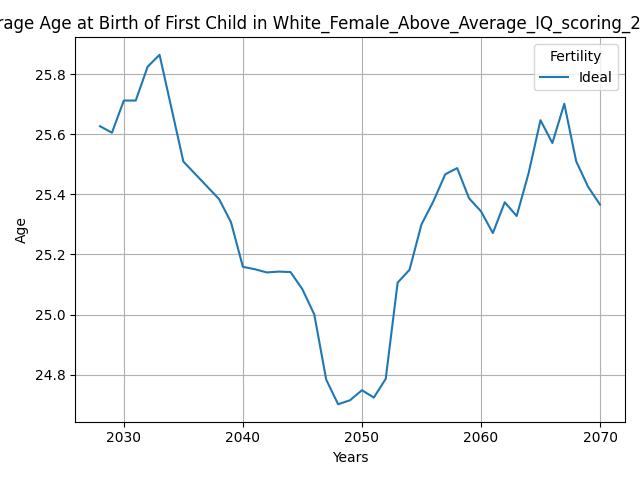 rage Age at Birth of First Child in White_Female_Above_Average_IQ_scoring_2
Fertility
Ideal
25.8
25.6
25.4
25.2
25.0
24.8
Age
2030 2040 2050 2060 2070
Years